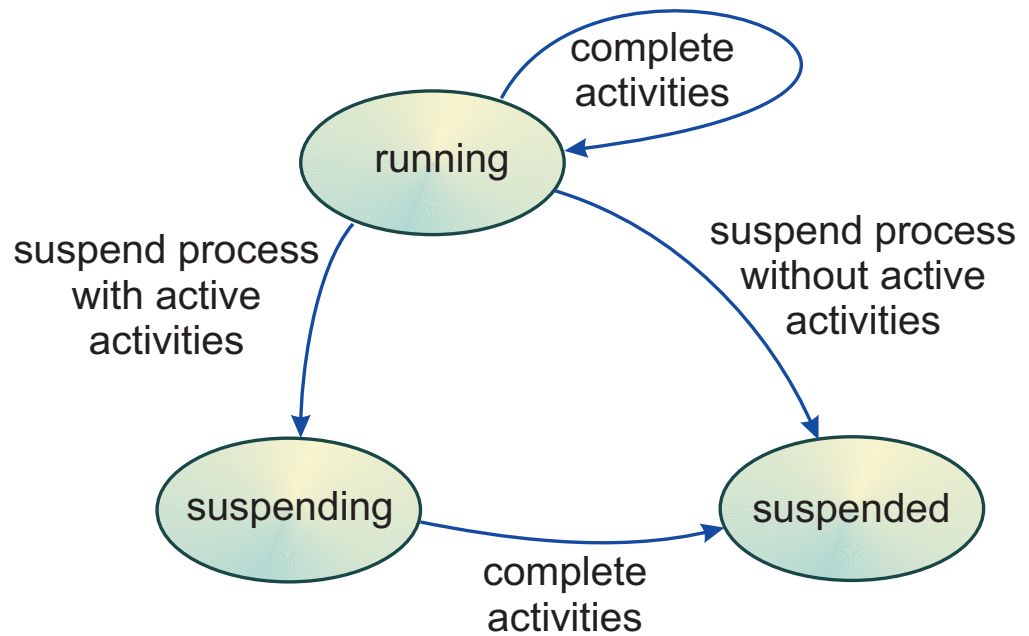 complete
activities
running
suspend process
with active
activities
suspend process
without active
activities
suspending
suspended
complete
activities